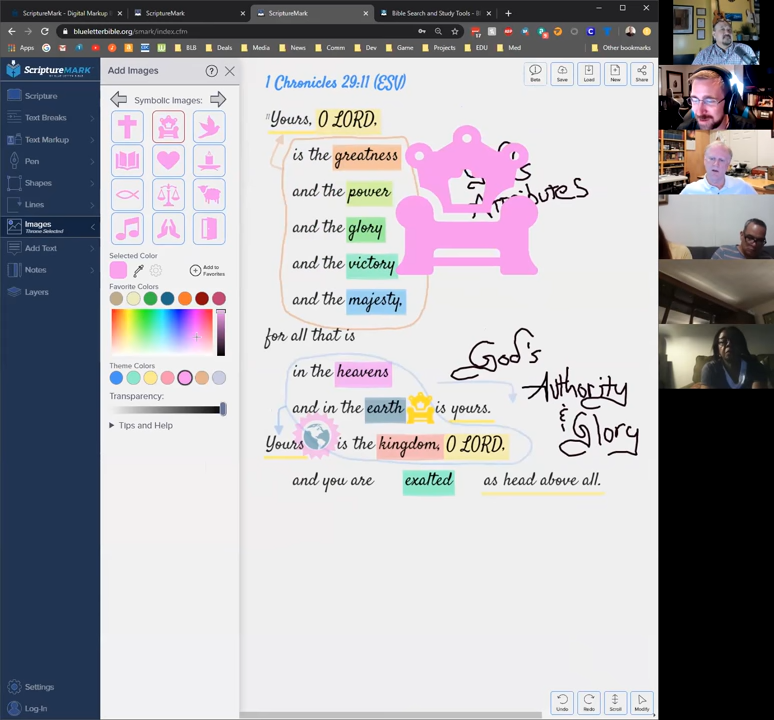 ScriptureMark - Digital Markup B
ScriptureMark
ScriptureMark
Bible Search and Study Tools - Bl
blueletterbible.org/smark/index.cfm
Apps
BLB
Deals
Media
News
Comm
Dev
Game
Projects
EDU
Med
Other bookmarks
ScriptureMARK
Scripture
Text Breaks
Text Markup
Pen
Shapes
Lines
Images
Throne Selected
Add Text
Notes
Layers
Settings
Log-In
Add Images
Symbolic Images:
Selected Color
Add to Favorites
Favorite Colors
Theme Colors
Transparency:
Tips and Help
Beta
Save
Load
New
Share
1 Chronicles 29:11 (ESV)
Yours, O LORD,
is the greatness
and the power
and the glory
and the victory
and the majesty,
for all that is
in the heavens
and in the earth is yours.
Yours is the kingdom, O LORD,
and you are exalted as head above all.
Attributes
God's
Authority
& Glory
Undo
Redo
Scroll
Modify